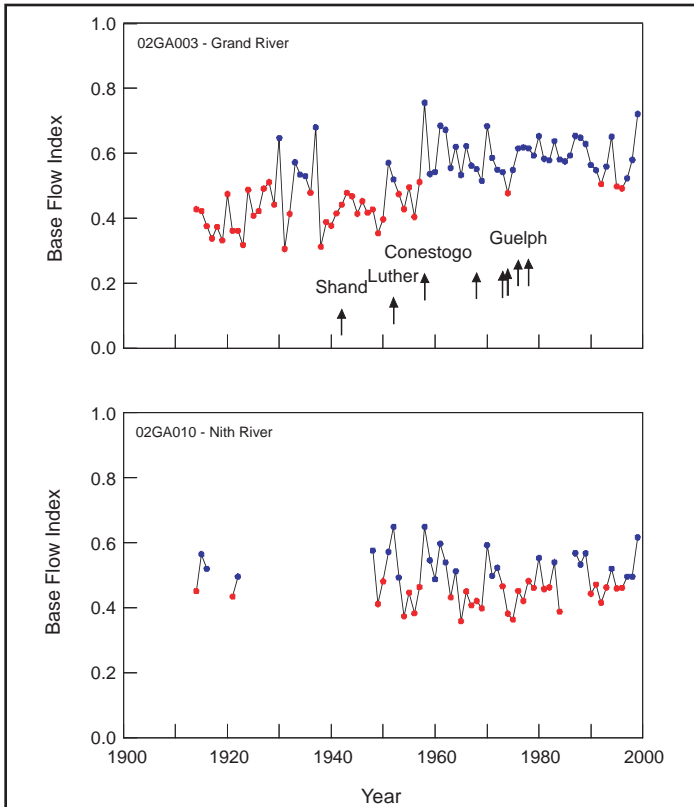 1.0
02GA003 - Grand River
0.8
0.6
Base Flow Index
0.4
Guelph
Conestogo
Luther
Shand
0.2
0.0
1.0
02GA010 - Nith River
0.8
0.6
Base Flow Index
0.4
0.2
0.0
1900 1920 1940 1960 1980 2000
Year